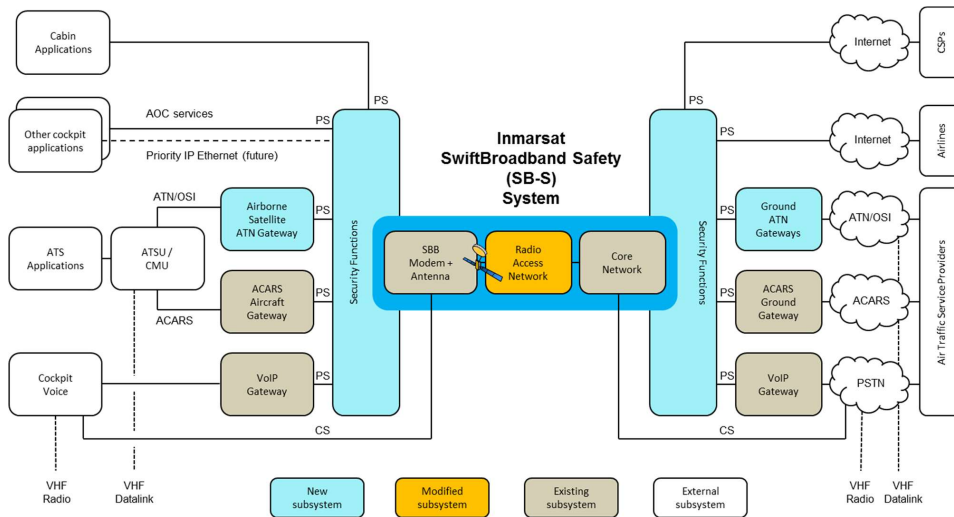 Cabin
Applications
PS
AOC services
PS
Other cockpit
applications
Priority IP Ethernet (future)
ATN/OSI
Airborne
Satellite
ATN Gateway
PS
ATS
Applications
ATSU /
CMU
ACARS
ACARS
Aircraft
Gateway
PS
Cockpit
Voice
VoIP
Gateway
PS
CS
VHF
Radio
VHF
Datalink
Security Functions
Inmarsat
SwiftBroadband Safety
(SB-S)
System
SBB
Modem +
Antenna
Radio
Access
Network
Core
Network
Security Functions
PS
Internet
CSPs
PS
Internet
Airlines
PS
Ground
ATN
Gateways
ATN/OSI
PS
ACARS
Ground
Gateway
ACARS
PS
VoIP
Gateway
PSTN
CS
Air Traffic Service Providers
VHF
Radio
VHF
Datalink
New
subsystem
Modified
subsystem
Existing
subsystem
External
subsystem